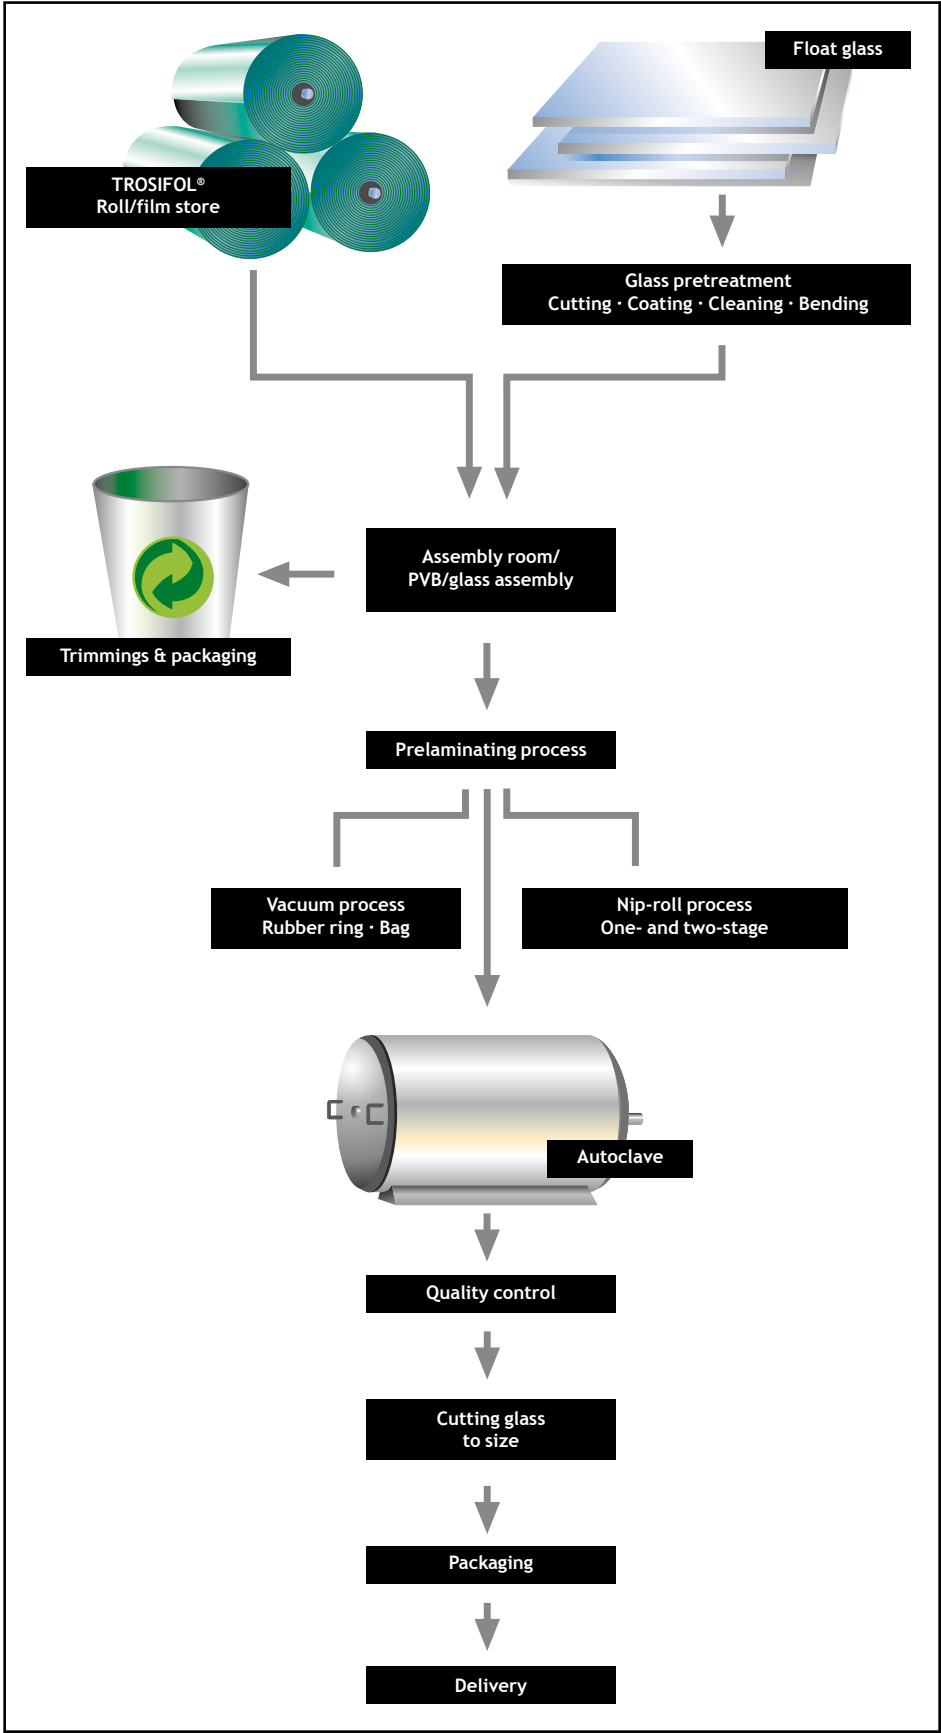 Float glass
TROSIFOL®
Roll/film store
Glass pretreatment
Cutting · Coating · Cleaning · Bending
Assembly room/
PVB/glass assembly
Trimmings & packaging
Prelaminating process
Vacuum process
Rubber ring · Bag
Nip-roll process
One- and two-stage
Autoclave
Quality control
Cutting glass
to size
Packaging
Delivery